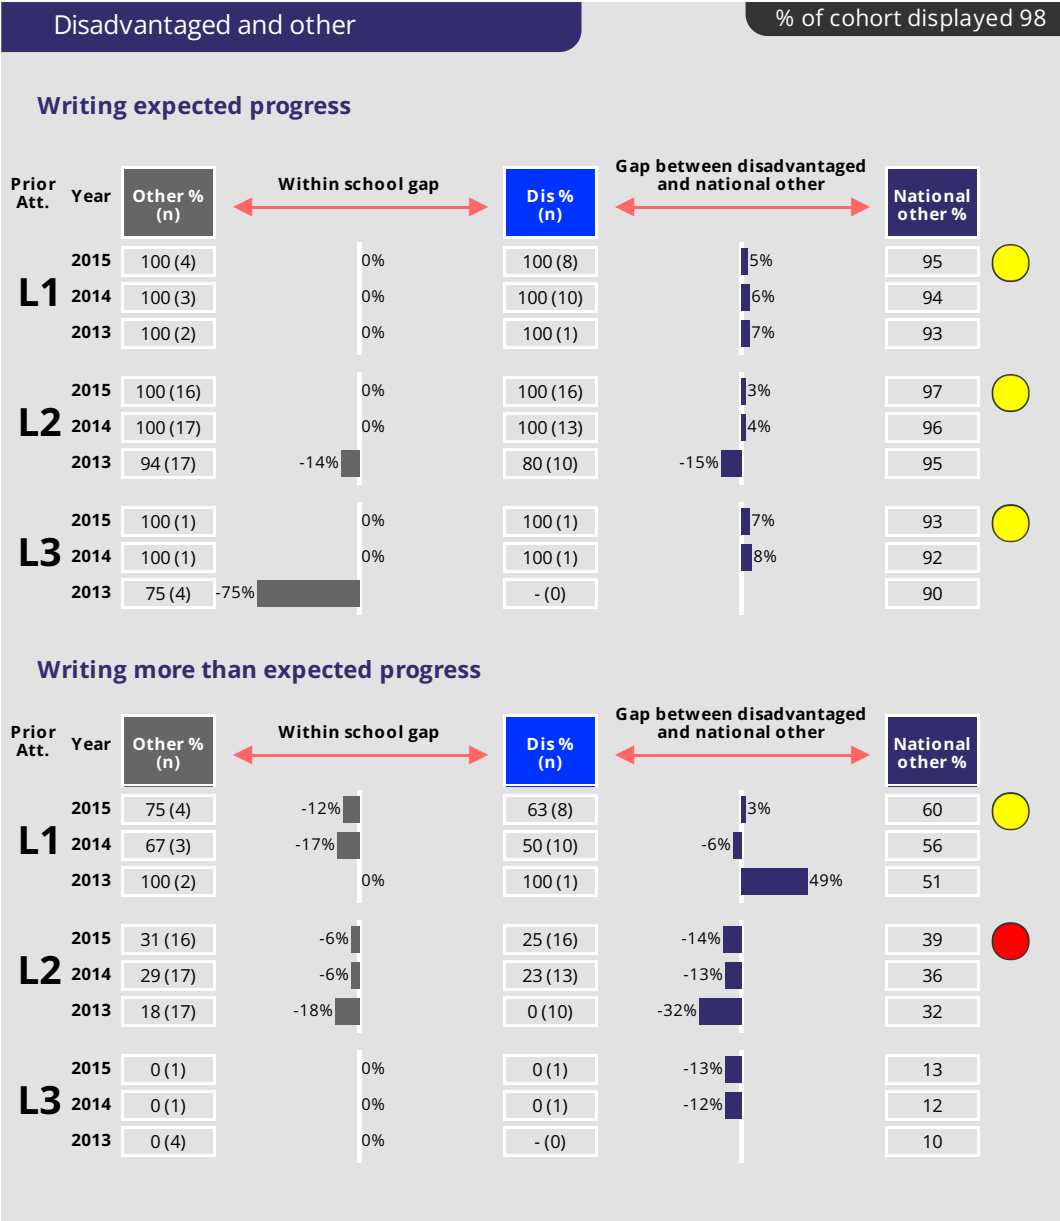 Disadvantaged and other
% of cohort displayed 98
Writing expected progress
Prior Att.
Year
Other % (n)
Within school gap
Dis % (n)
Gap between disadvantaged and national other
National other %
L1
2015 100 (4) 0% 100 (8) 5% 95
2014 100 (3) 0% 100 (10) 6% 94
2013 100 (2) 0% 100 (1) 7% 93
L2
2015 100 (16) 0% 100 (16) 3% 97
2014 100 (17) 0% 100 (13) 4% 96
2013 94 (17) -14% 80 (10) -15% 95
L3
2015 100 (1) 0% 100 (1) 7% 93
2014 100 (1) 0% 100 (1) 8% 92
2013 75 (4) -75% - (0) 90
Writing more than expected progress
Prior Att.
Year
Other % (n)
Within school gap
Dis % (n)
Gap between disadvantaged and national other
National other %
L1
2015 75 (4) -12% 63 (8) 3% 60
2014 67 (3) -17% 50 (10) -6% 56
2013 100 (2) 0% 100 (1) 49% 51
L2
2015 31 (16) -6% 25 (16) -14% 39
2014 29 (17) -6% 23 (13) -13% 36
2013 18 (17) -18% 0 (10) -32% 32
L3
2015 0 (1) 0% 0 (1) -13% 13
2014 0 (1) 0% 0 (1) -12% 12
2013 0 (4) 0% - (0) 10